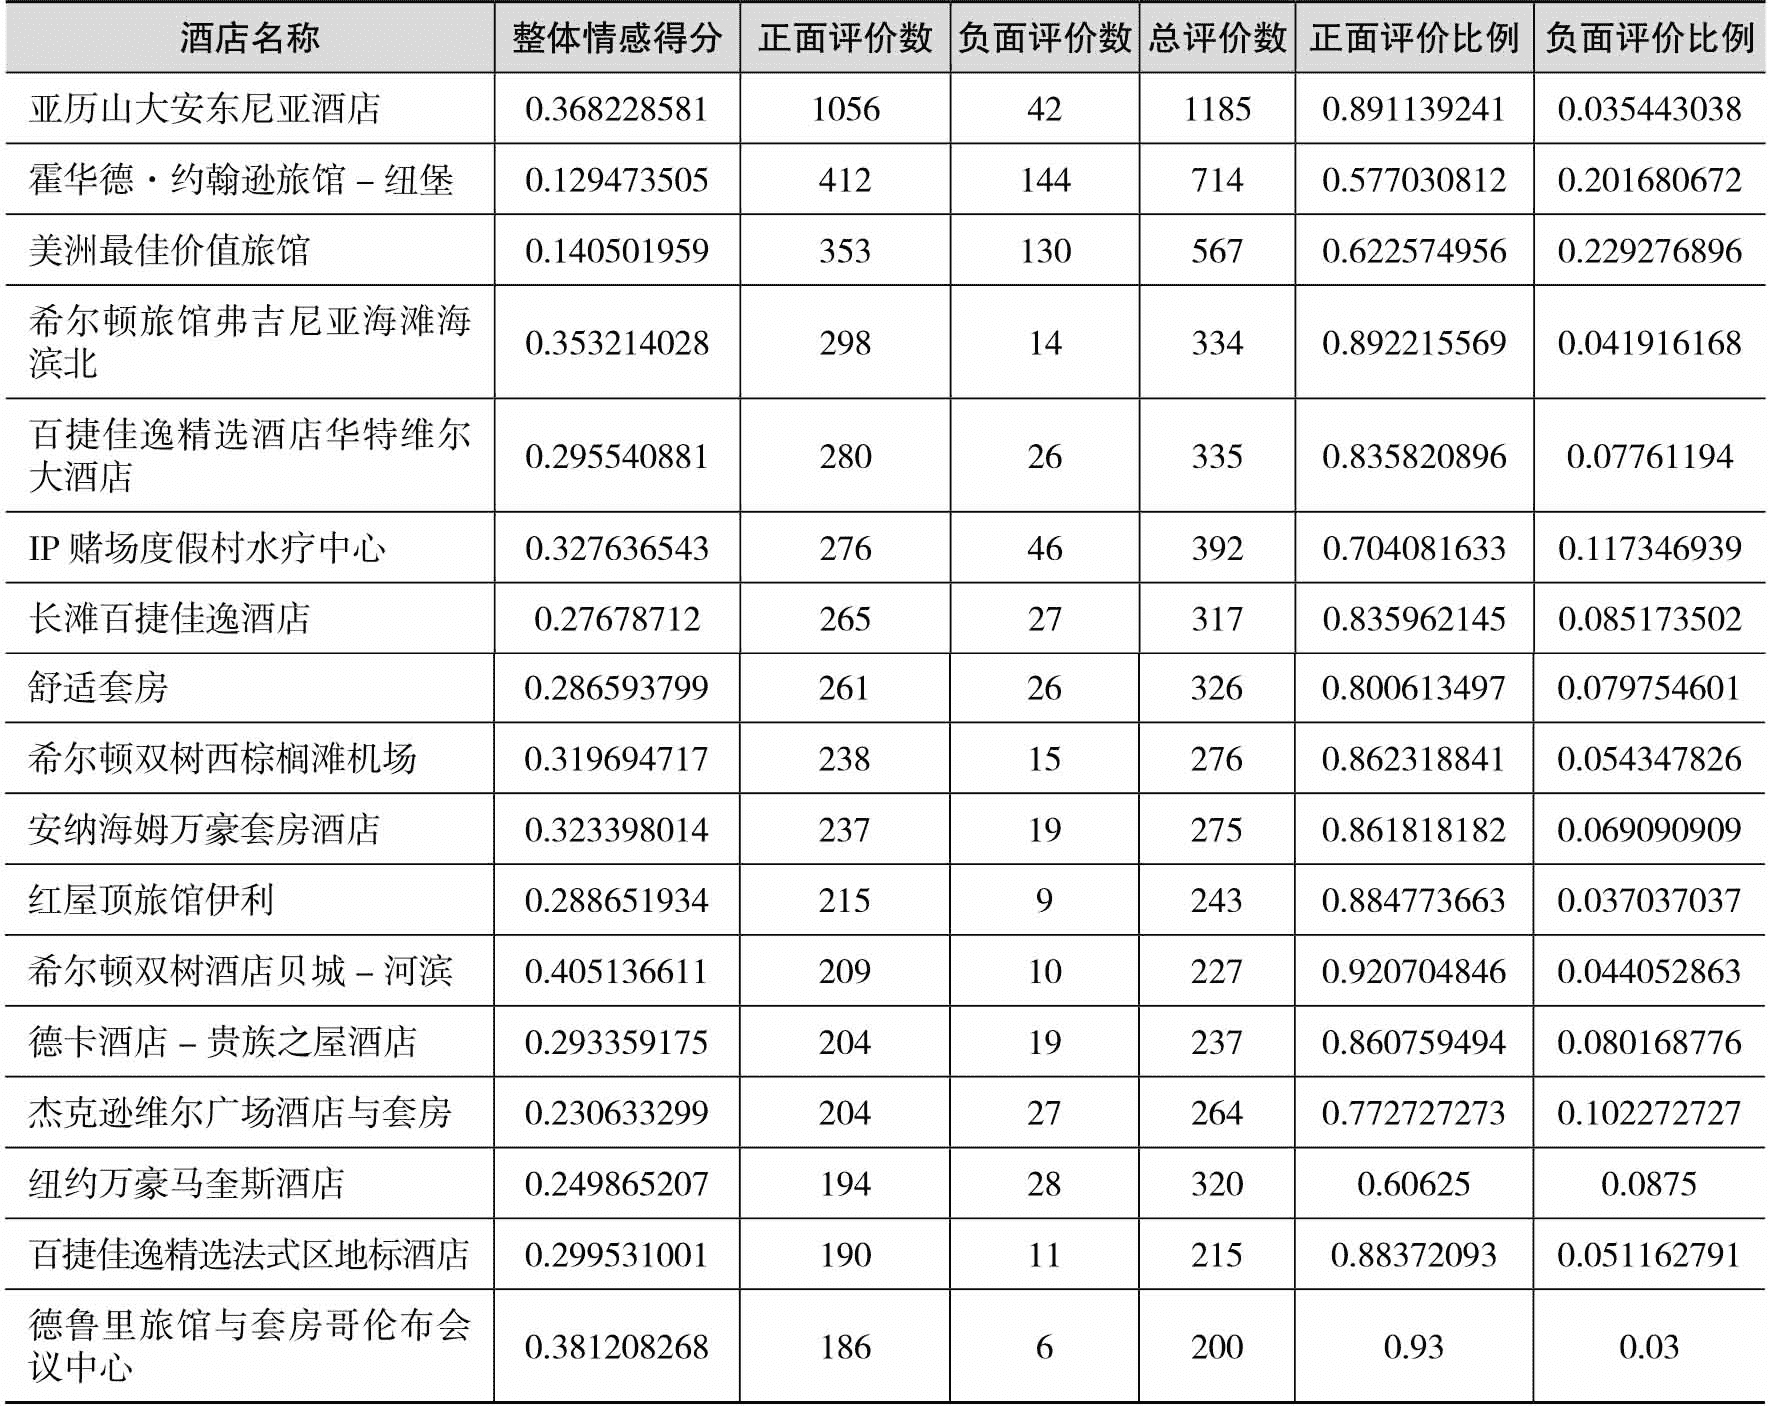 酒店名称 整体情感得分 正面评价数 负面评价数 总评价数 正面评价比例 负面评价比例
亚历山大安东尼亚酒店 0.368228581 1056 42 1185 0.891139241 0.035443038
霍华德·约翰逊旅馆–纽堡 0.129473505 412 144 714 0.577030812 0.201680672
美洲最佳价值旅馆 0.140501959 353 130 567 0.622574956 0.229276896
希尔顿旅馆弗吉尼亚海滩海
滨北 0.353214028 298 14 334 0.892215569 0.041916168
百捷佳逸精选酒店华特维尔
大酒店 0.295540881 280 26 335 0.835820896 0.07761194
IP 赌场度假村水疗中心 0.327636543 276 46 392 0.704081633 0.117346939
长滩百捷佳逸酒店 0.27678712 265 27 317 0.835962145 0.085173502
舒适套房 0.286593799 261 26 326 0.800613497 0.079754601
希尔顿双树西棕榈滩机场 0.319694717 238 15 276 0.862318841 0.054347826
安纳海姆万豪套房酒店 0.323398014 237 19 275 0.861818182 0.069090909
红屋顶旅馆伊利 0.288651934 215 9 243 0.884773663 0.037037037
希尔顿双树酒店贝城–河滨 0.405136611 209 10 227 0.920704846 0.044052863
德卡酒店–贵族之屋酒店 0.293359175 204 19 237 0.860759494 0.080168776
杰克逊维尔广场酒店与套房 0.230633299 204 27 264 0.772727273 0.102272727
纽约万豪马奎斯酒店 0.249865207 194 28 320 0.60625 0.0875
百捷佳逸精选法式区地标酒店 0.299531001 190 11 215 0.88372093 0.051162791
德鲁里旅馆与套房哥伦布会
议中心 0.381208268 186 6 200 0.93 0.03